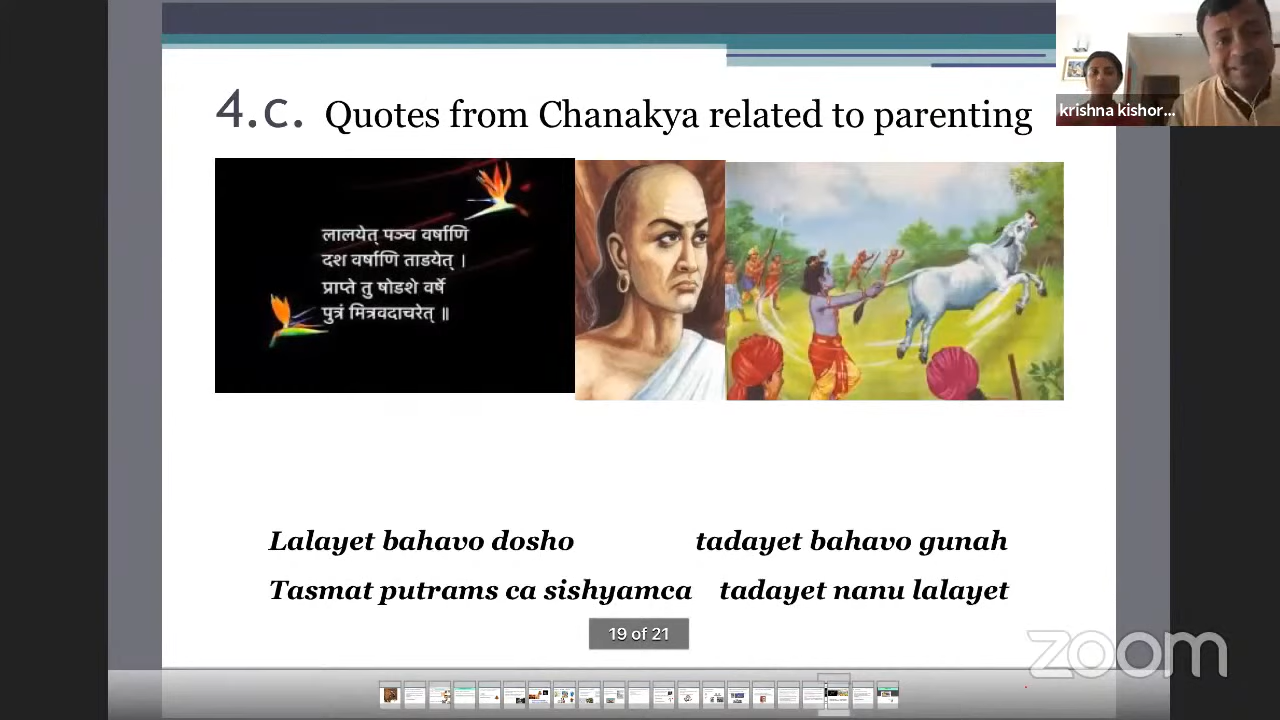 krishna kishor...
4.c. Quotes from Chanakya related to parenting
लालयेत् पञ्च वर्षाणि
दश वर्षाणि ताडयेत् ।
प्राप्ते तु षोडशे वर्षे
पुत्रं मित्रवदाचरेत् ॥
Lalayet bahavo dosho tadayet bahavo gunah
Tasmat putrams ca sishyamca tadayet nanu lalayet
19 of 21
zoom